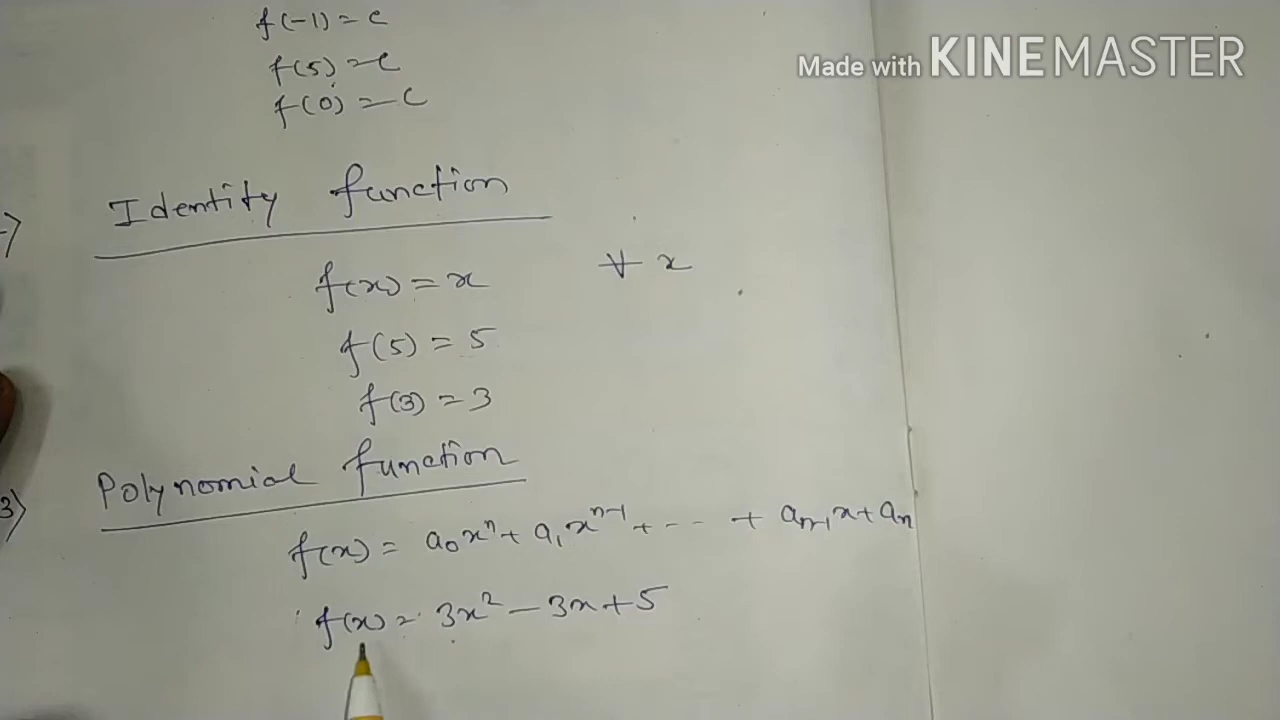 f(-1) = c
f(5) = c
f(0) = c
Made with KINEMASTER
Identity function
f(x) = x ∀ x
f(5) = 5
f(3) = 3
3) Polynomial function
f(x) = a₀xⁿ + a₁xⁿ⁻¹ + -- + aₙ₋₁x + aₙ
f(x) = 3x² - 3x + 5